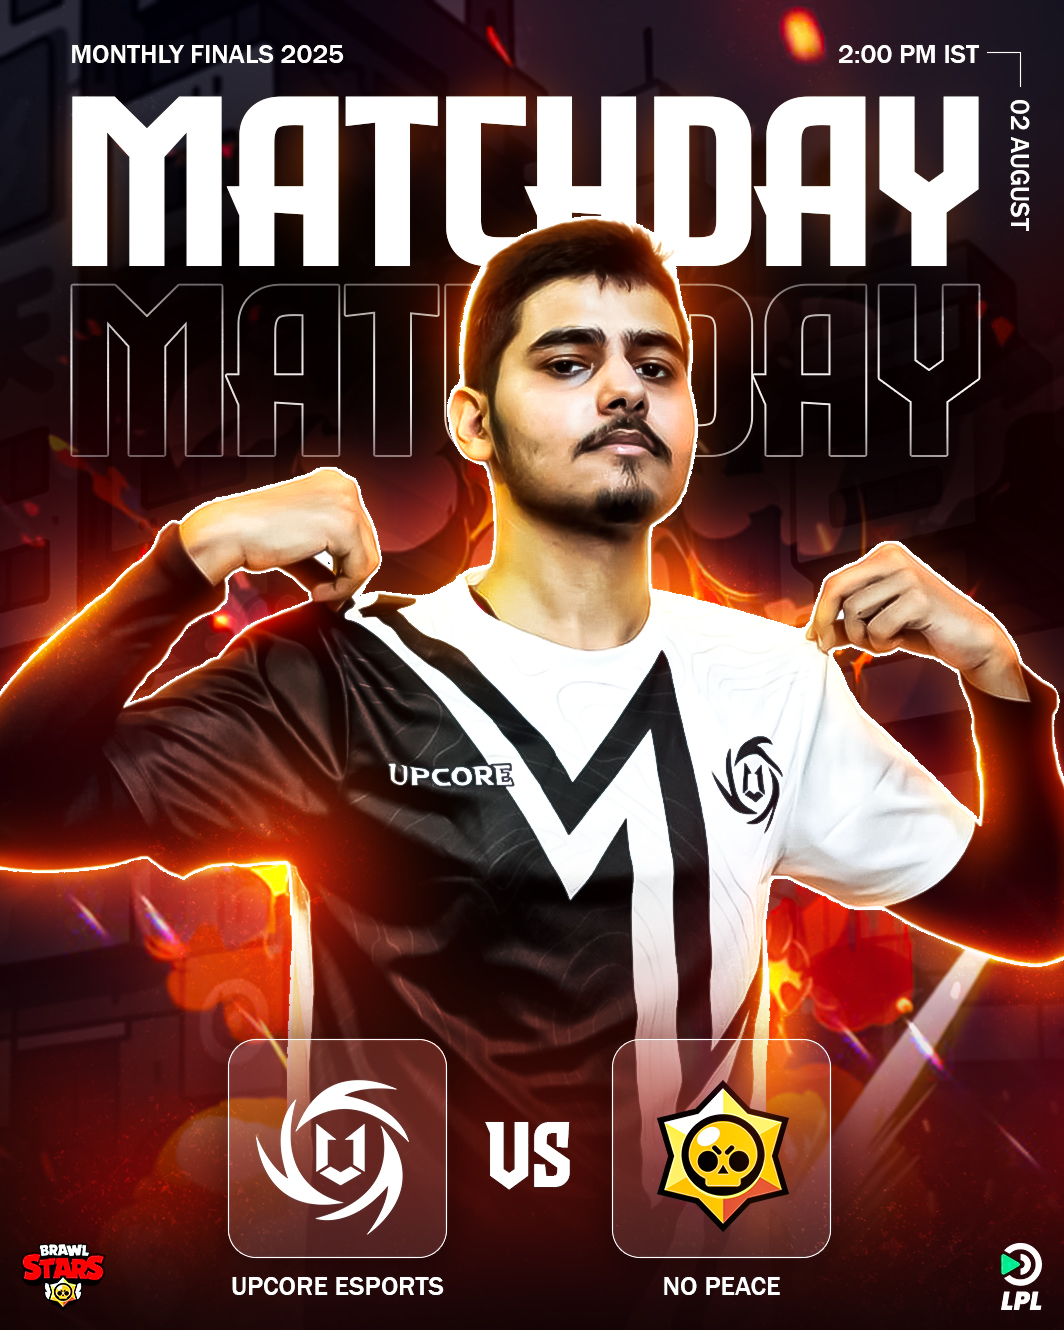 MONTHLY FINALS 2025
2:00 PM IST
02 AUGUST
MATCHDAY
MATCHDAY
UPCORE
U
U
VS
UPCORE ESPORTS
NO PEACE
BRAWL
STARS
LPL